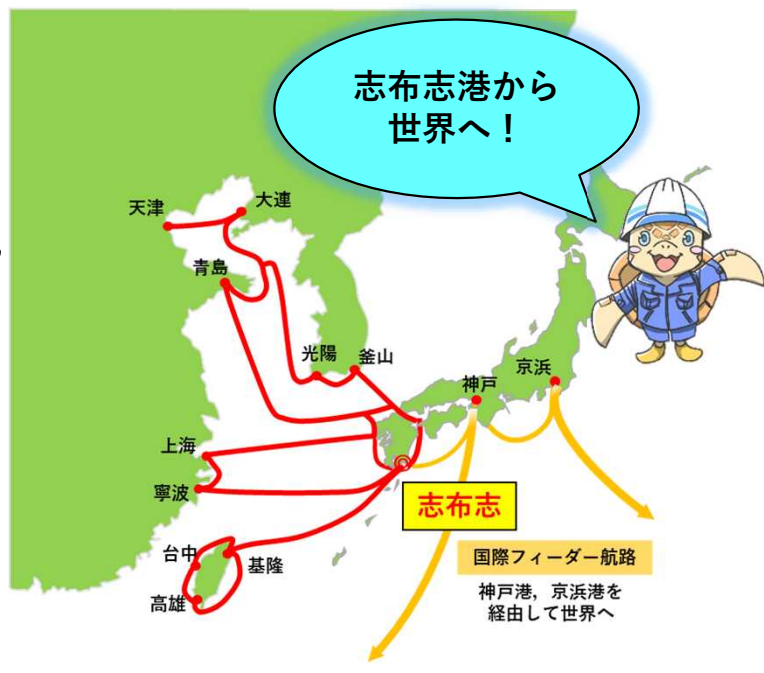 志布志港から
世界へ！
天津
大連
青島
光陽
釜山
神戸
京浜
上海
寧波
志布志
台中
基隆
高雄
国際フィーダー航路
神戸港，京浜港を
経由して世界へ